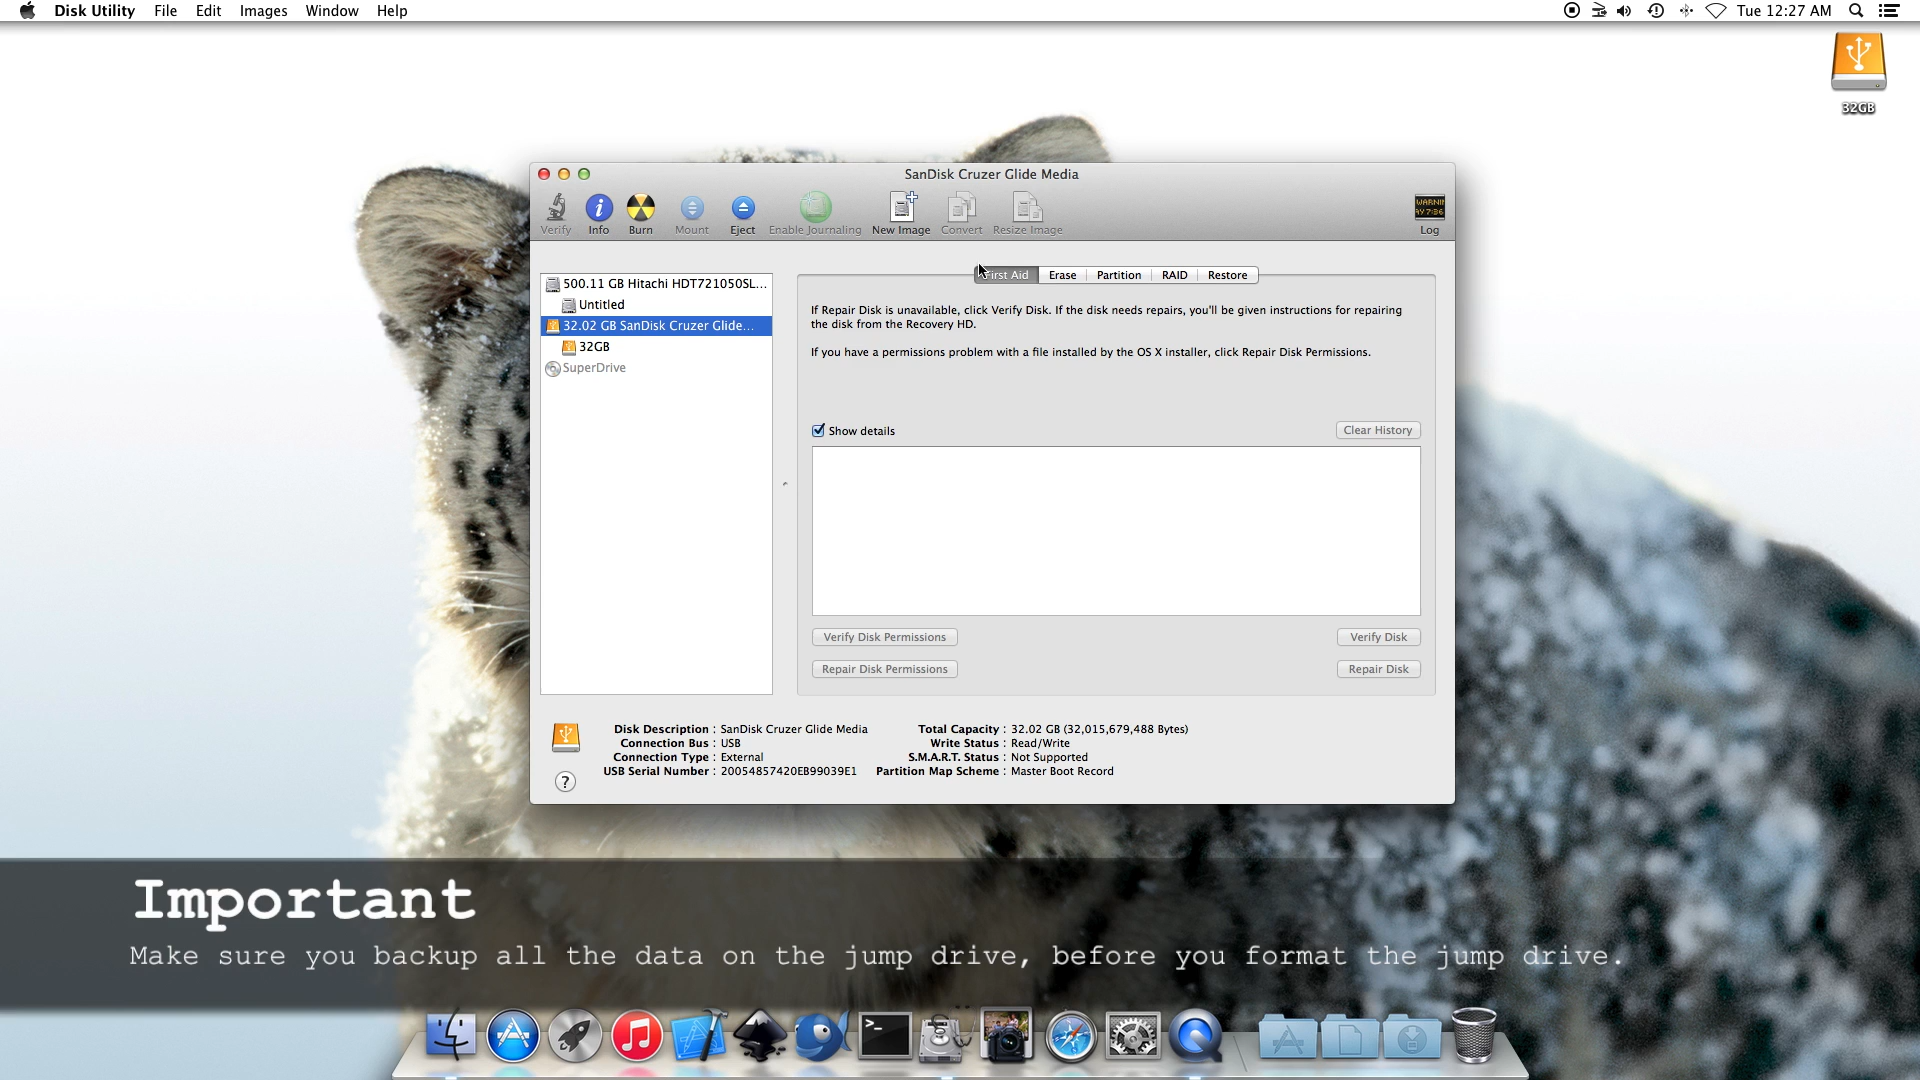 Disk Utility File Edit Images Window Help Tue 12:27 AM
32GB
SanDisk Cruzer Glide Media
Verify Info Burn Mount Eject Enable Journaling New Image Convert Resize Image Log
WARNIN
AY 7:36
First Aid Erase Partition RAID Restore
500.11 GB Hitachi HDT721050SL...
Untitled
32.02 GB SanDisk Cruzer Glide...
32GB
SuperDrive
If Repair Disk is unavailable, click Verify Disk. If the disk needs repairs, you'll be given instructions for repairing
the disk from the Recovery HD.
If you have a permissions problem with a file installed by the OS X installer, click Repair Disk Permissions.
Show details Clear History
Verify Disk Permissions Verify Disk
Repair Disk Permissions Repair Disk
Disk Description : SanDisk Cruzer Glide Media Total Capacity : 32.02 GB (32,015,679,488 Bytes)
Connection Bus : USB Write Status : Read/Write
Connection Type : External S.M.A.R.T. Status : Not Supported
USB Serial Number : 20054857420EB99039E1 Partition Map Scheme : Master Boot Record
?
Important
Make sure you backup all the data on the jump drive, before you format the jump drive.